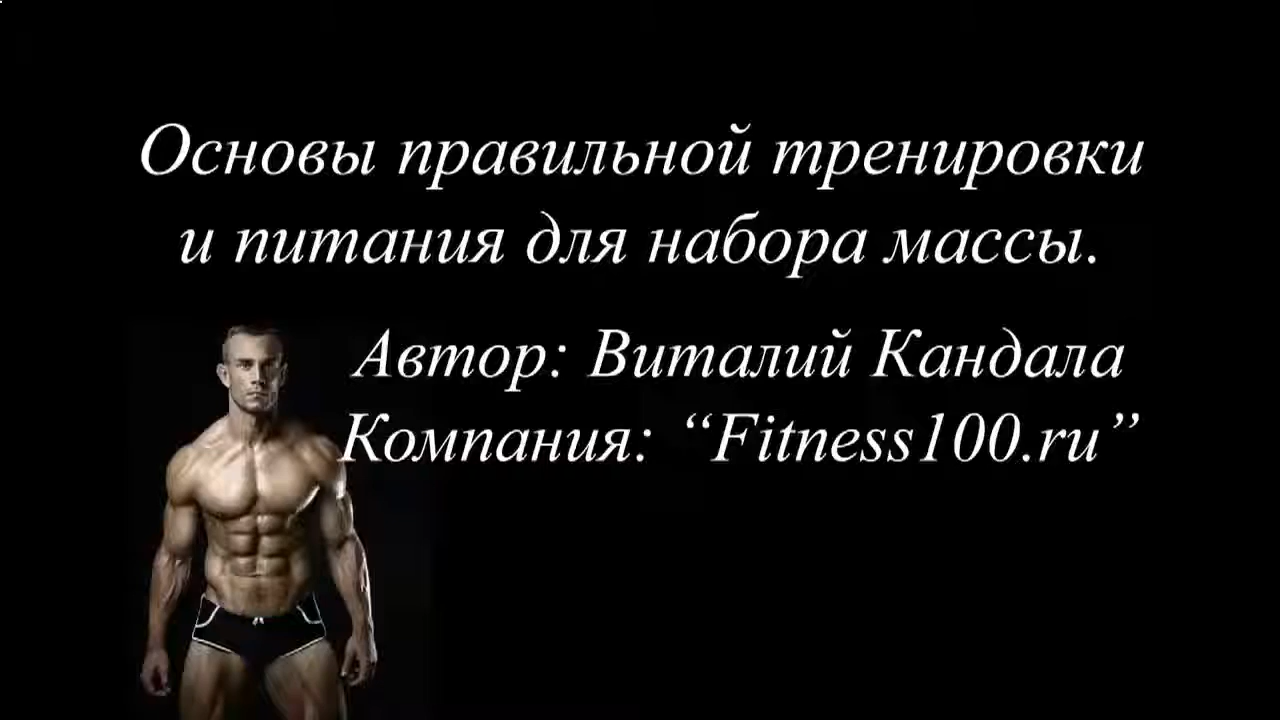 Основы правильной тренировки
и питания для набора массы.
Автор: Виталий Кандала
Компания: “Fitness100.ru”